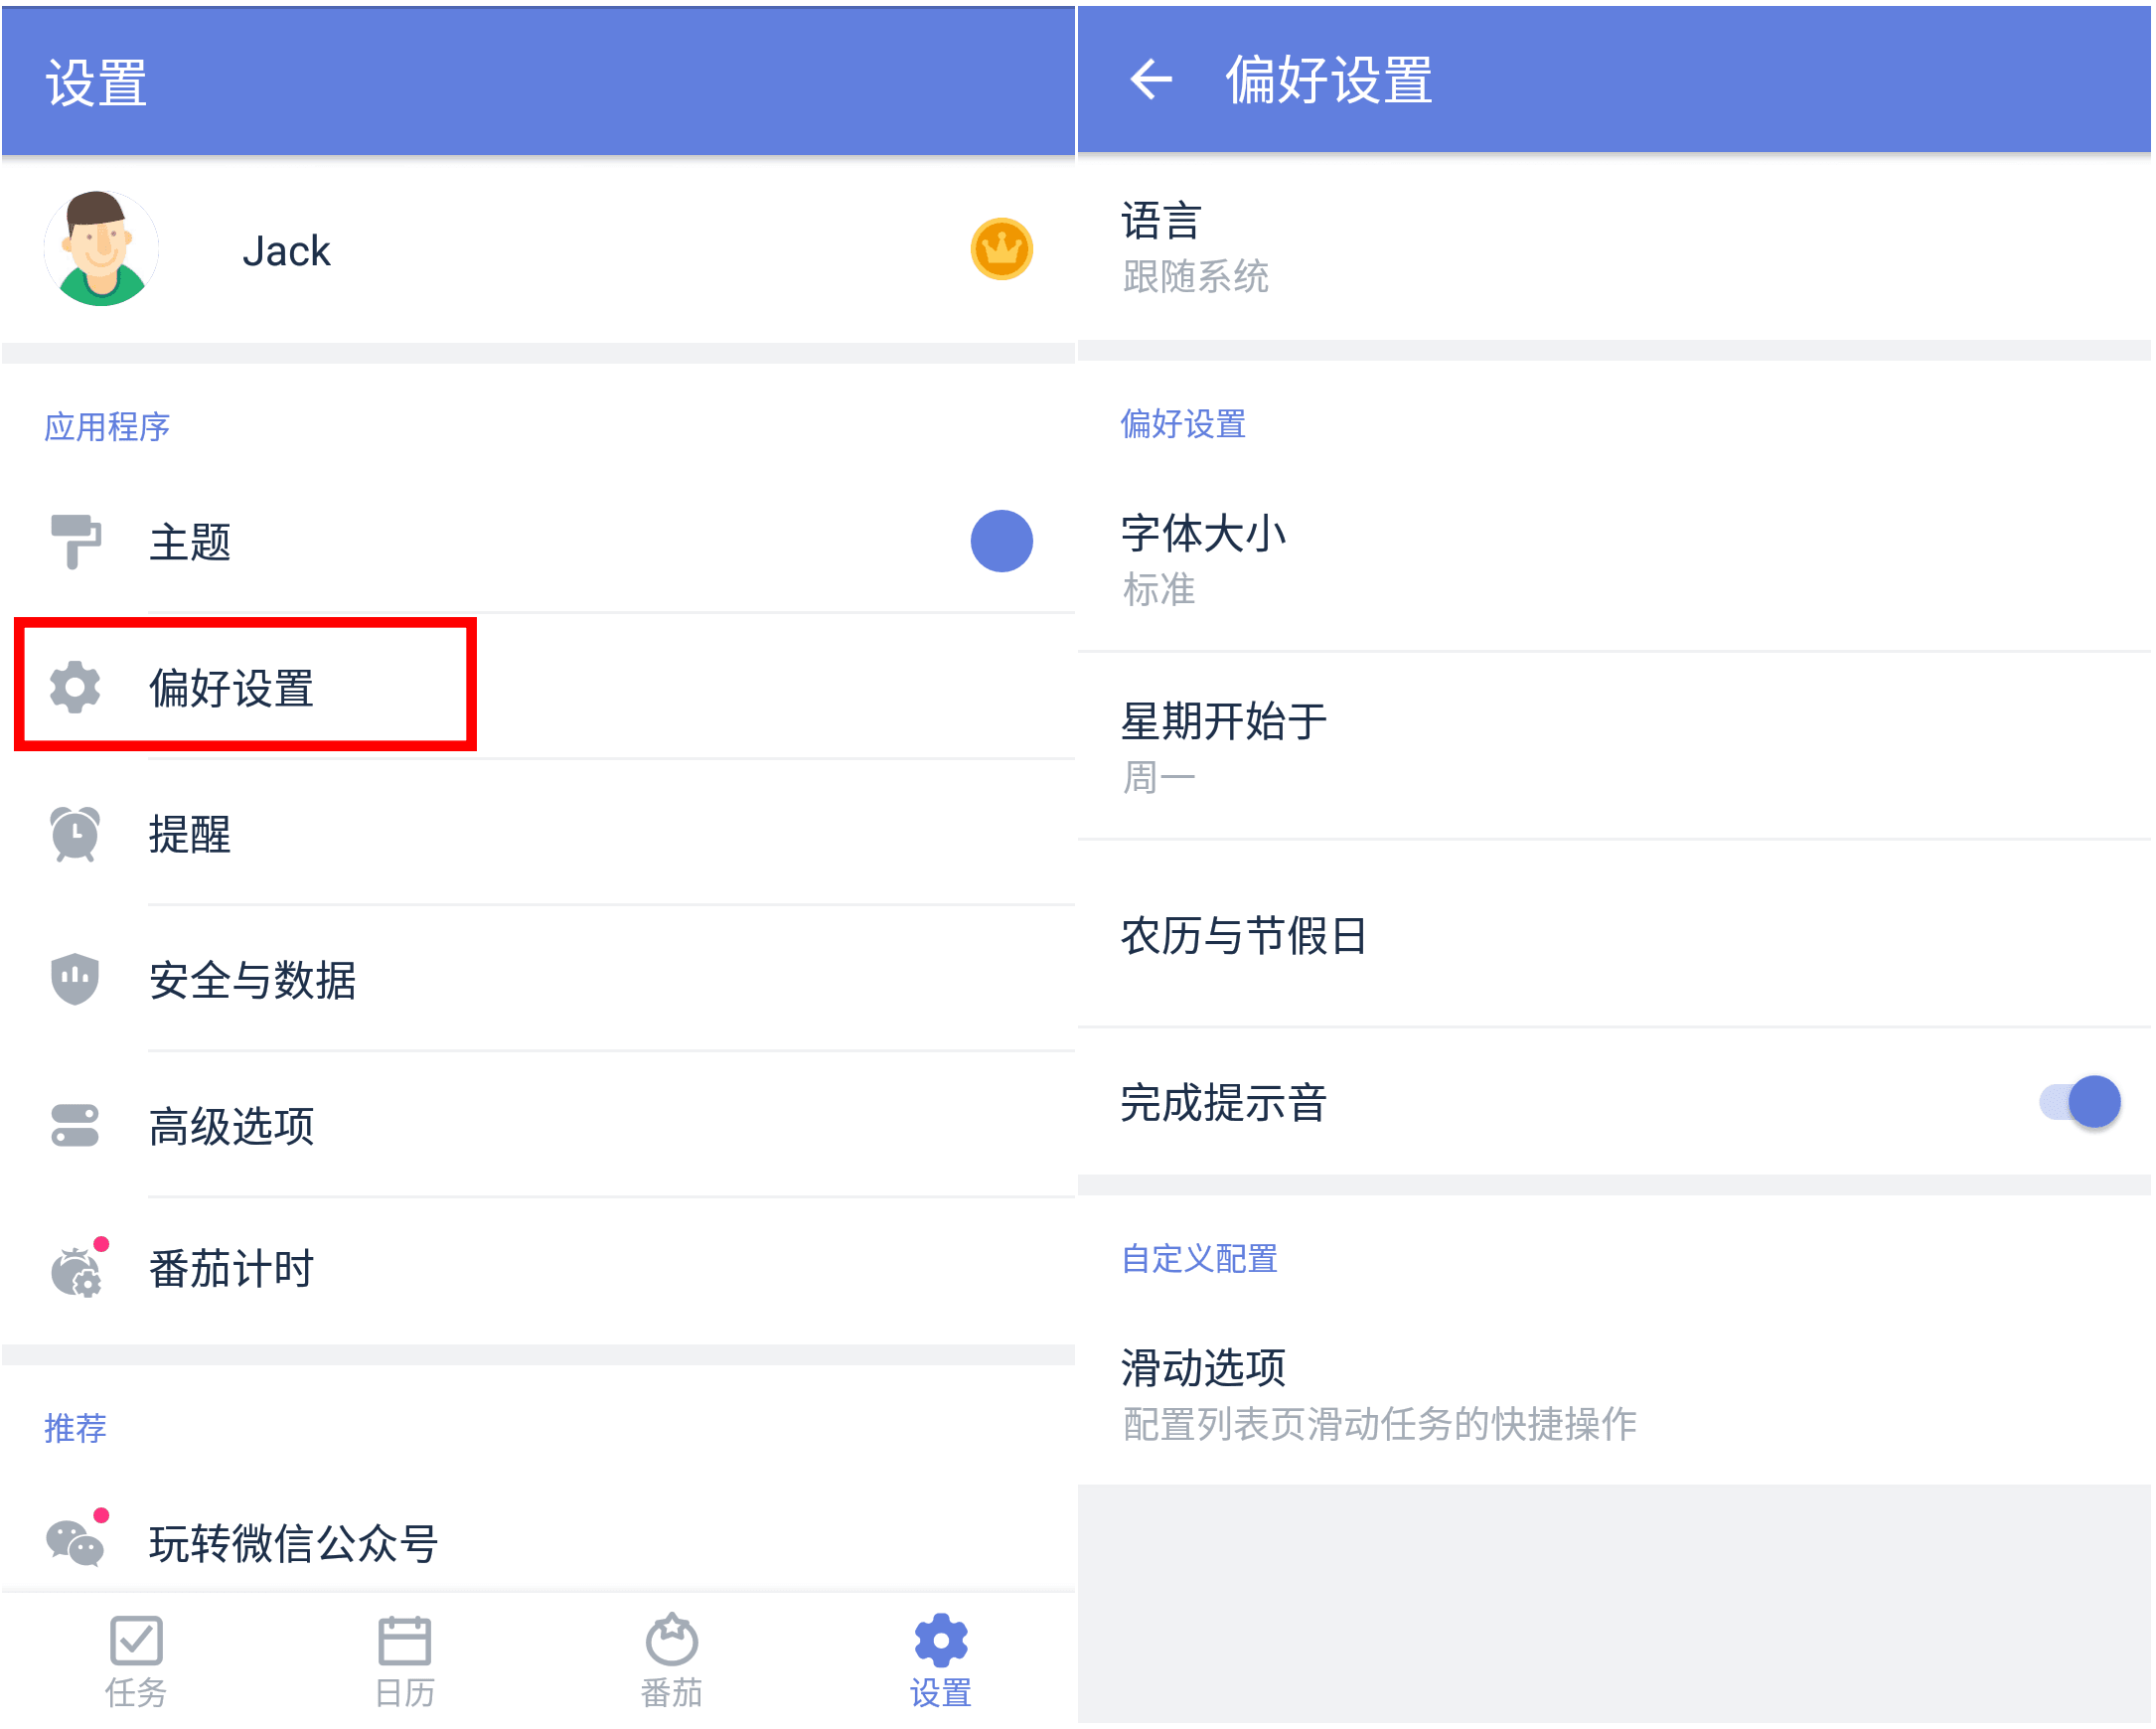 设置
Jack
应用程序
主题
偏好设置
提醒
安全与数据
高级选项
番茄计时
推荐
玩转微信公众号
任务
日历
番茄
设置
偏好设置
语言
跟随系统
偏好设置
字体大小
标准
星期开始于
周一
农历与节假日
完成提示音
自定义配置
滑动选项
配置列表页滑动任务的快捷操作